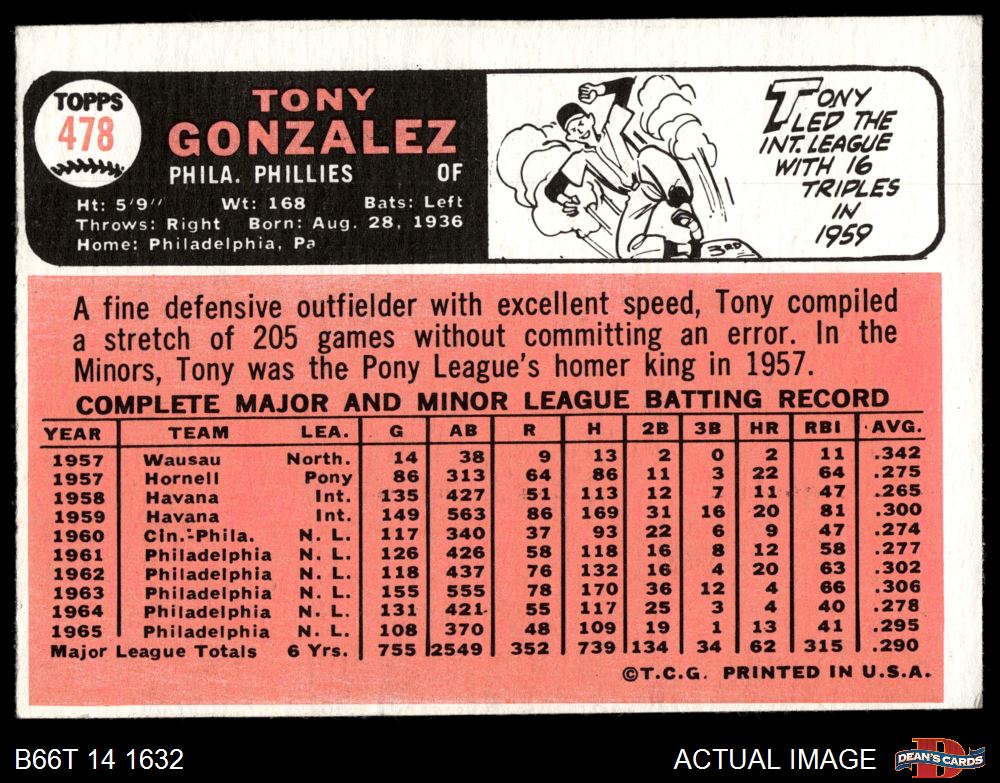 TOPPS
478
TONY
GONZALEZ
PHILA. PHILLIES OF
Ht: 5'9'' Wt: 168 Bats: Left
Throws: Right Born: Aug. 28, 1936
Home: Philadelphia, Pa
TONY
LED THE
INT. LEAGUE
WITH 16
TRIPLES
IN
1959
3RD
A fine defensive outfielder with excellent speed, Tony compiled
a stretch of 205 games without committing an error. In the
Minors, Tony was the Pony League's homer king in 1957.
COMPLETE MAJOR AND MINOR LEAGUE BATTING RECORD
YEAR TEAM LEA. G AB R H 2B 3B HR RBI AVG.
1957 Wausau North. 14 38 9 13 2 0 2 11 .342
1957 Hornell Pony 86 313 64 86 11 3 22 64 .275
1958 Havana Int. 135 427 51 113 12 7 11 47 .265
1959 Havana Int. 149 563 86 169 31 16 20 81 .300
1960 Cin.-Phila. N. L. 117 340 37 93 22 6 9 47 .274
1961 Philadelphia N. L. 126 426 58 118 16 8 12 58 .277
1962 Philadelphia N. L. 118 437 76 132 16 4 20 63 .302
1963 Philadelphia N. L. 155 555 78 170 36 12 4 66 .306
1964 Philadelphia N. L. 131 421 55 117 25 3 4 40 .278
1965 Philadelphia N. L. 108 370 48 109 19 1 13 41 .295
Major League Totals 6 Yrs. 755 2549 352 739 134 34 62 315 .290
©T.C.G. PRINTED IN U.S.A.
B66T 14 1632
ACTUAL IMAGE
D
DEAN'S CARDS